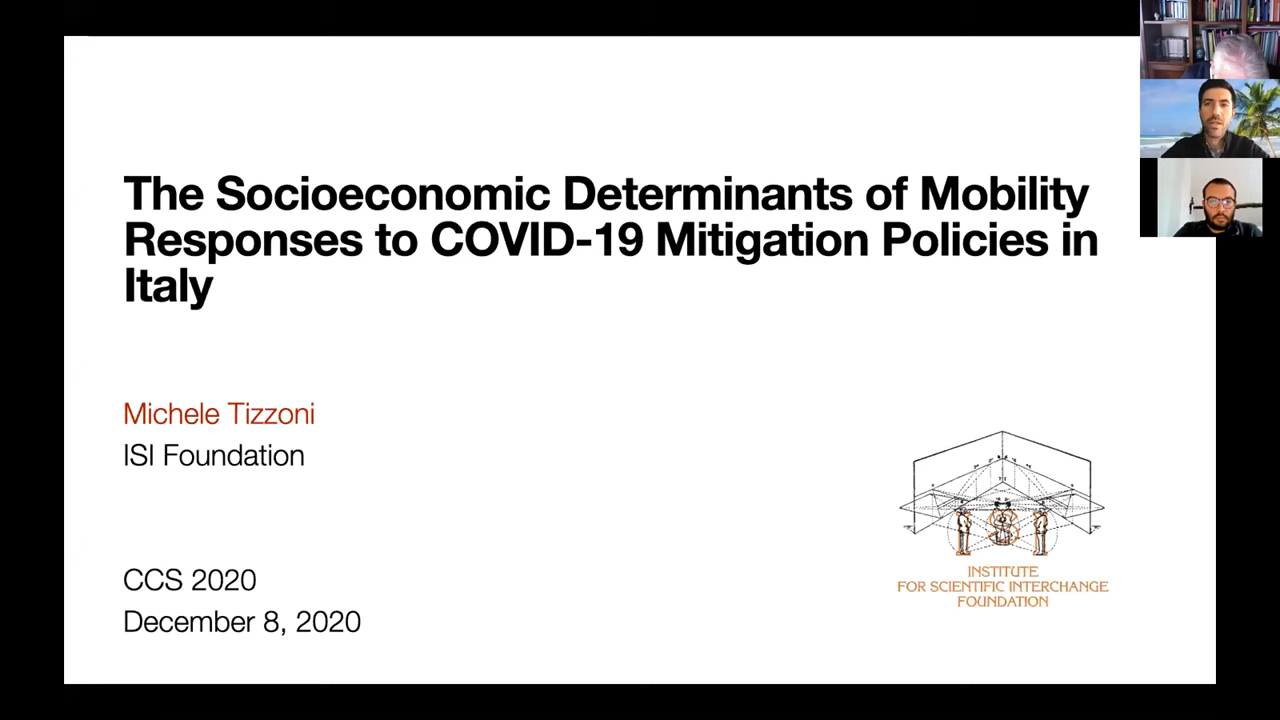 The Socioeconomic Determinants of Mobility
Responses to COVID-19 Mitigation Policies in
Italy
Michele Tizzoni
ISI Foundation
CCS 2020
December 8, 2020
INSTITUTE
FOR SCIENTIFIC INTERCHANGE
FOUNDATION